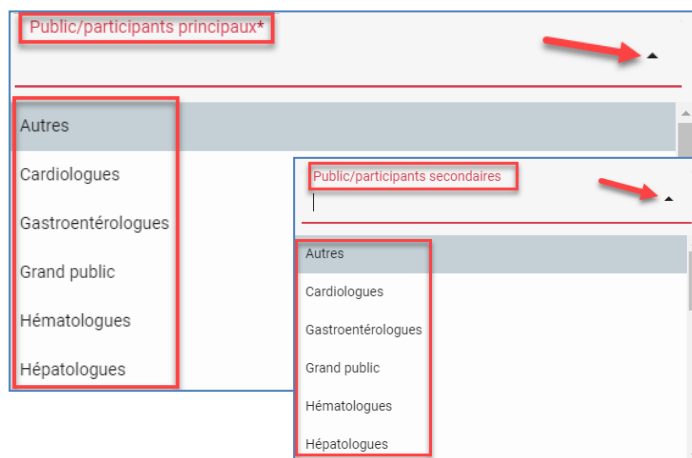 Public/participants principaux*
Autres
Cardiologues
Gastroentérologues
Grand public
Hématologues
Hépatologues
Public/participants secondaires
Autres
Cardiologues
Gastroentérologues
Grand public
Hématologues
Hépatologues